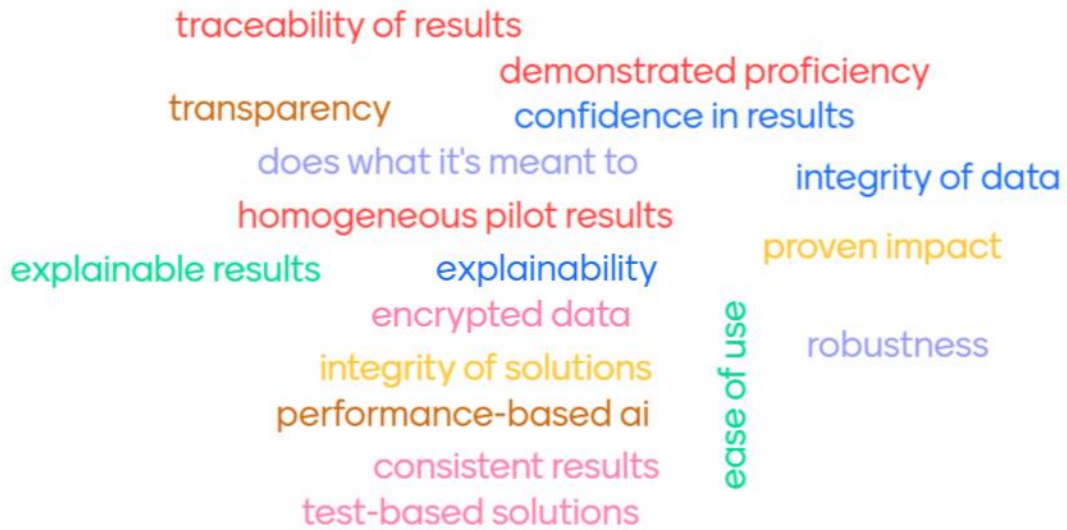 traceability of results
demonstrated proficiency
transparency
confidence in results
does what it's meant to
integrity of data
homogeneous pilot results
proven impact
explainable results
explainability
encrypted data
ease of use
robustness
integrity of solutions
performance-based ai
consistent results
test-based solutions